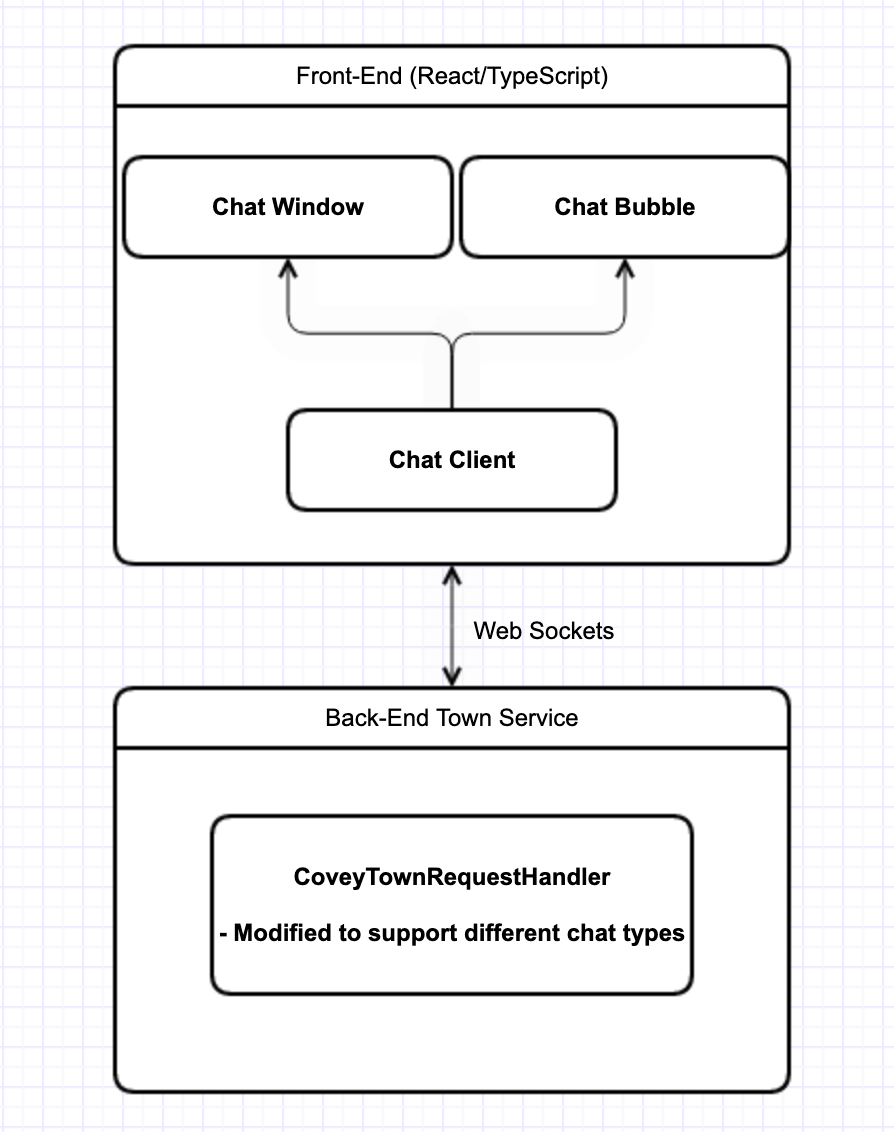 Front-End (React/TypeScript)
Chat Window
Chat Bubble
Chat Client
Web Sockets
Back-End Town Service
CoveyTownRequestHandler
- Modified to support different chat types